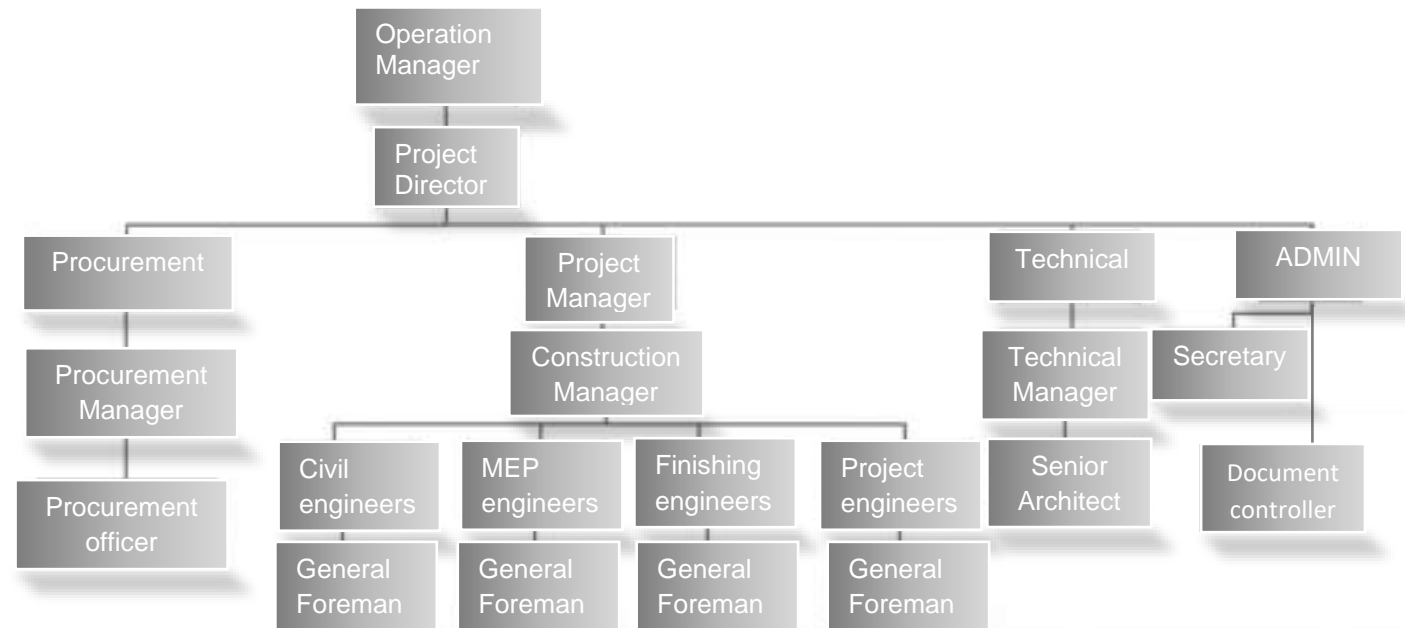 Operation
Manager
Project
Director
Procurement
Project
Manager
Technical
ADMIN
Procurement
Manager
Construction
Manager
Technical
Manager
Secretary
Procurement
officer
Civil
engineers
MEP
engineers
Finishing
engineers
Project
engineers
Senior
Architect
Document
controller
General
Foreman
General
Foreman
General
Foreman
General
Foreman